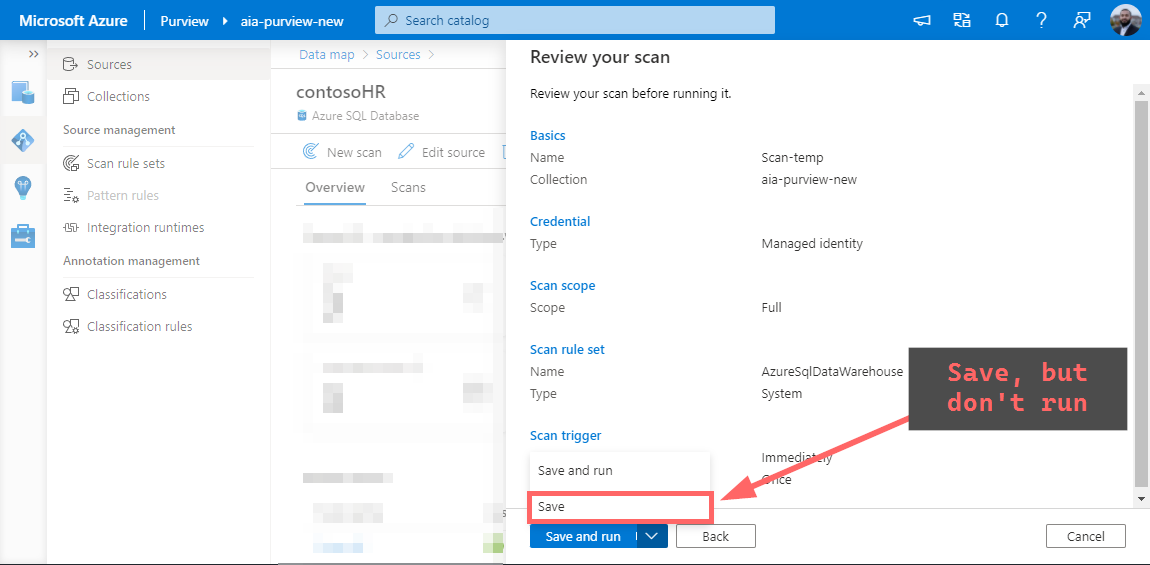 Microsoft Azure
Purview
aia-purview-new
Search catalog
Sources
Collections
Source management
Scan rule sets
Pattern rules
Integration runtimes
Annotation management
Classifications
Classification rules
Data map > Sources >
contosoHR
Azure SQL Database
New scan
Edit source
Overview
Scans
Review your scan
Review your scan before running it.
Basics
Name Scan-temp
Collection aia-purview-new
Credential
Type Managed identity
Scan scope
Scope Full
Scan rule set
Name AzureSqlDataWarehouse
Type System
Scan trigger
Immediately
Once
Save and run
Save
Save and run
Back
Cancel
Save, but
don't run